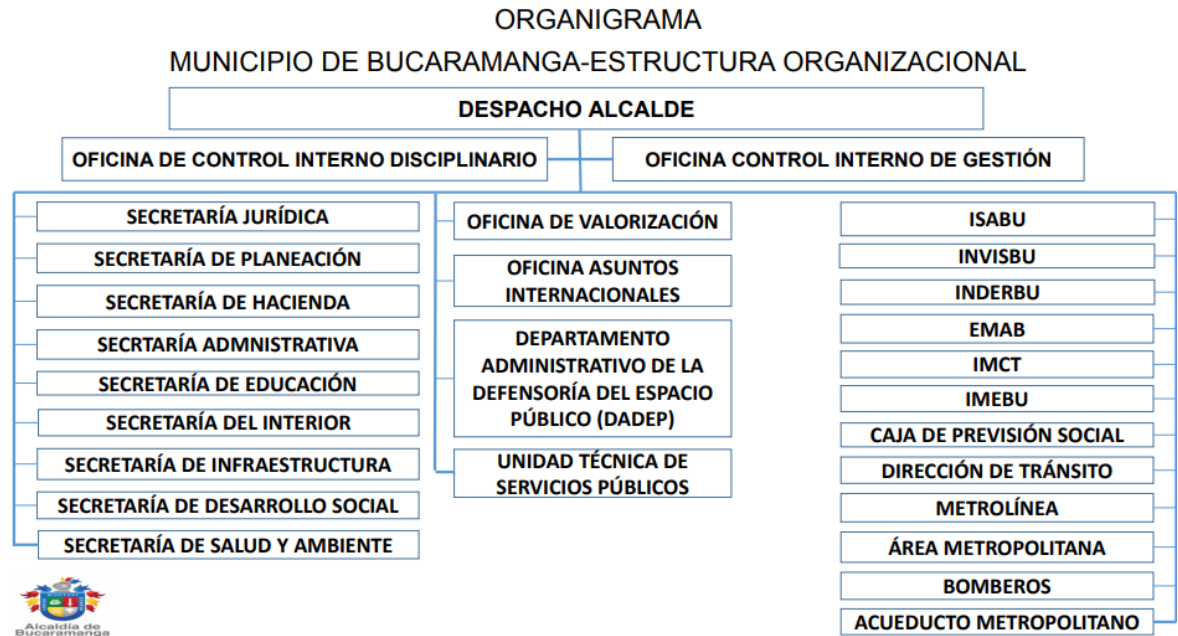 ORGANIGRAMA
MUNICIPIO DE BUCARAMANGA-ESTRUCTURA ORGANIZACIONAL
DESPACHO ALCALDE
OFICINA DE CONTROL INTERNO DISCIPLINARIO
OFICINA CONTROL INTERNO DE GESTIÓN
SECRETARÍA JURÍDICA
SECRETARÍA DE PLANEACIÓN
SECRETARÍA DE HACIENDA
SECRTARÍA ADMNISTRATIVA
SECRETARÍA DE EDUCACIÓN
SECRETARÍA DEL INTERIOR
SECRETARÍA DE INFRAESTRUCTURA
SECRETARÍA DE DESARROLLO SOCIAL
SECRETARÍA DE SALUD Y AMBIENTE
OFICINA DE VALORIZACIÓN
OFICINA ASUNTOS
INTERNACIONALES
DEPARTAMENTO
ADMINISTRATIVO DE LA
DEFENSORÍA DEL ESPACIO
PÚBLICO (DADEP)
UNIDAD TÉCNICA DE
SERVICIOS PÚBLICOS
ISABU
INVISBU
INDERBU
EMAB
IMCT
IMEBU
CAJA DE PREVISIÓN SOCIAL
DIRECCIÓN DE TRÁNSITO
METROLÍNEA
ÁREA METROPOLITANA
BOMBEROS
ACUEDUCTO METROPOLITANO
Alcaldía de
Bucaramanga